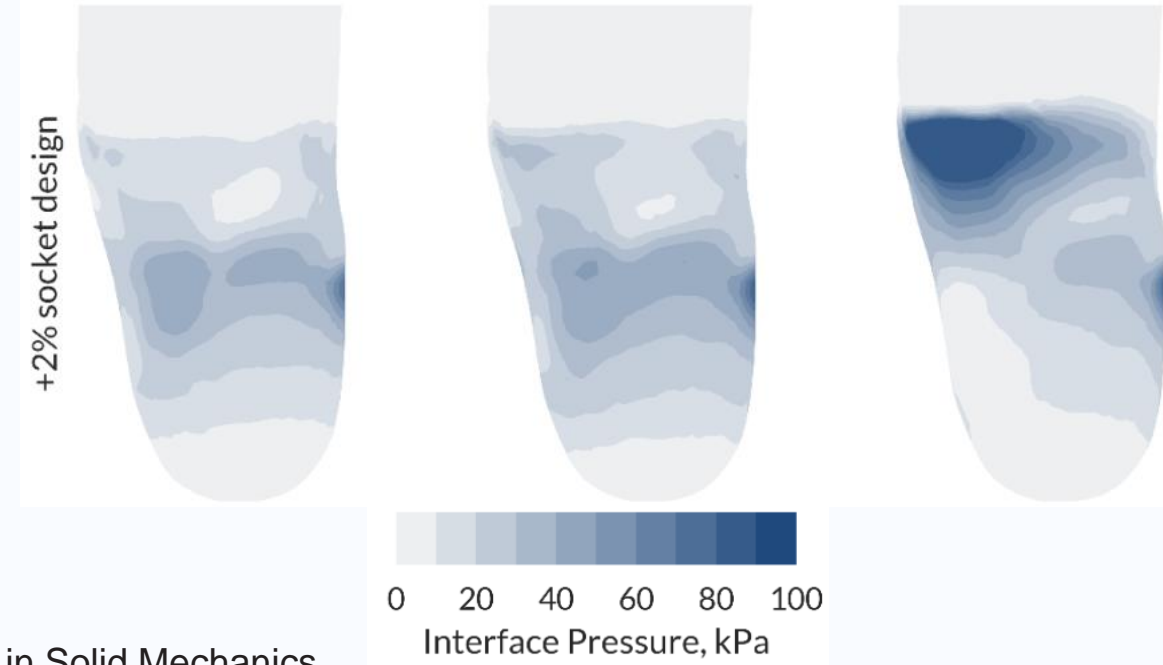 +2% socket design
0 20 40 60 80 100
Interface Pressure, kPa
in Solid Mechanics